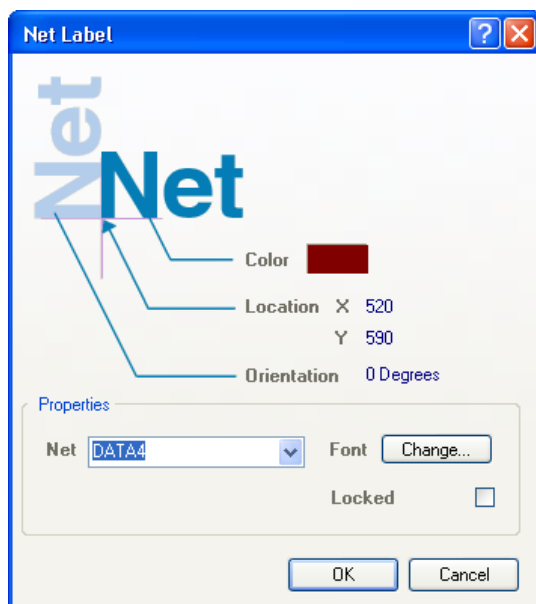 Net Label
?
X
Net
Net
Color
Location X 520
Y 590
Orientation 0 Degrees
Properties
Net DATA4 Font Change...
Locked
OK Cancel